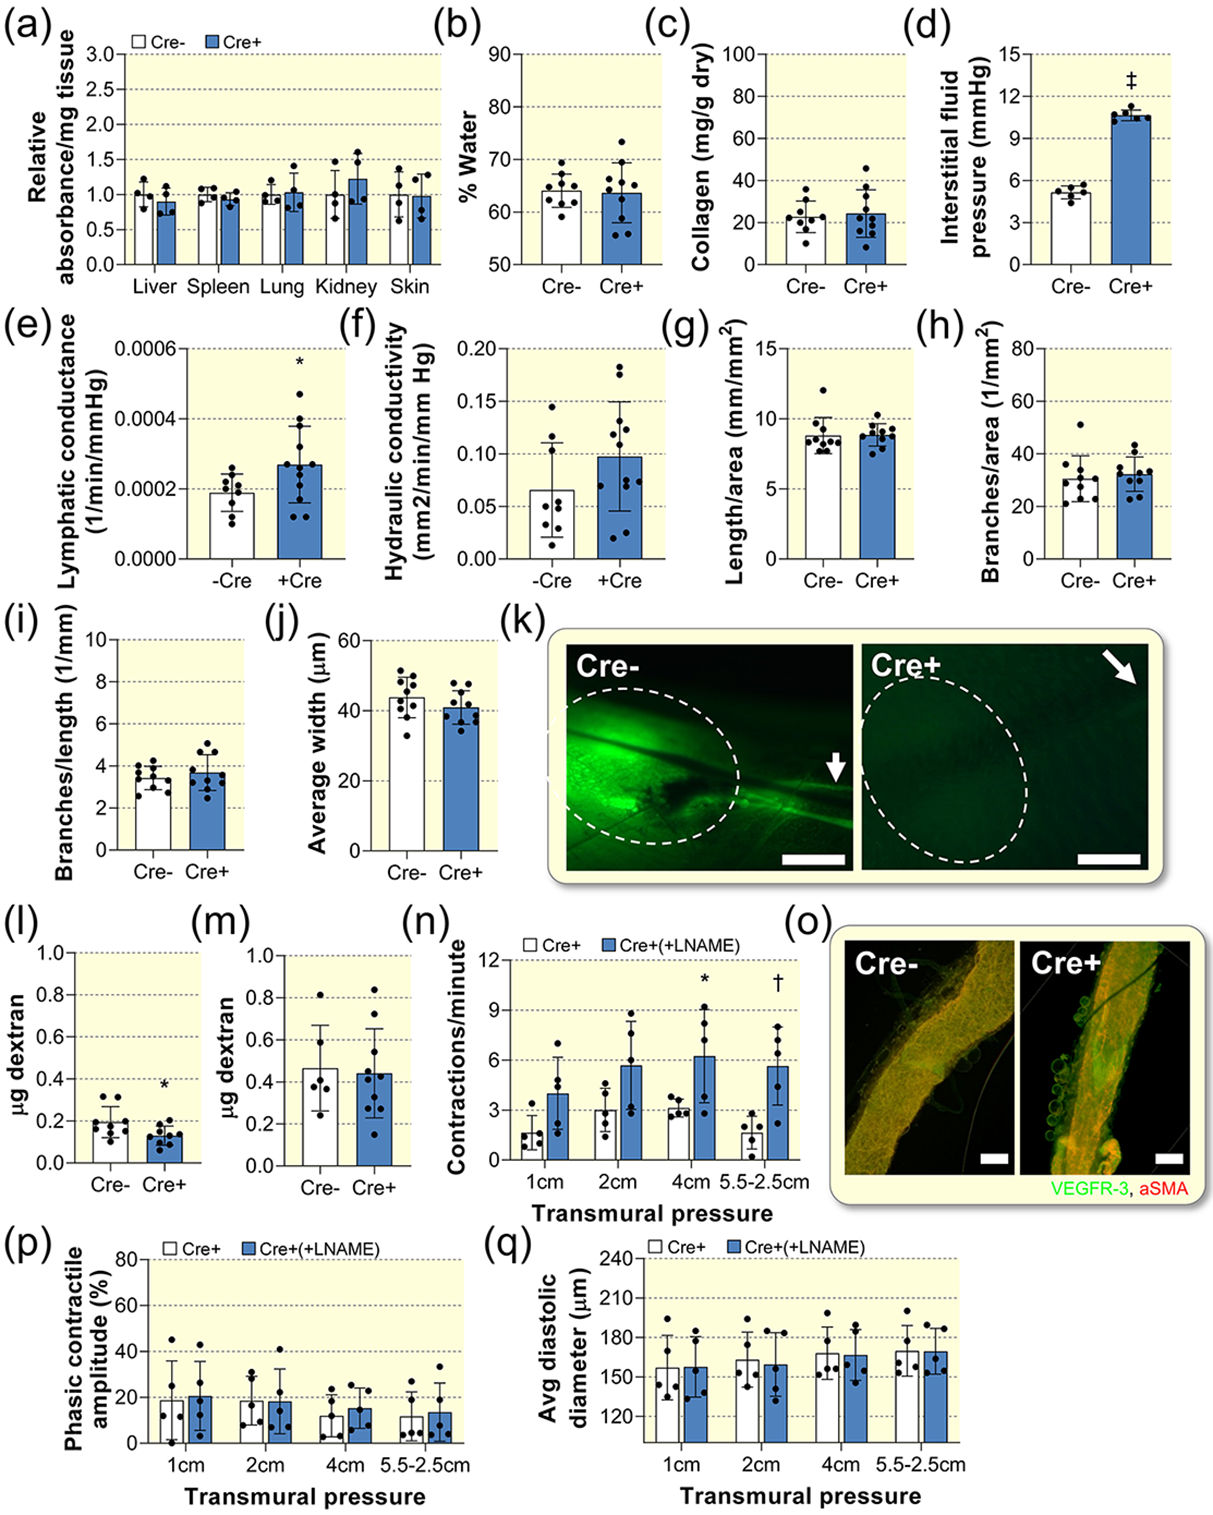 (a)
Cre-
Cre+
Relative
absorbance/mg tissue
3.0
2.5
2.0
1.5
1.0
0.5
0.0
Liver Spleen Lung Kidney Skin
(b)
% Water
90
80
70
60
50
Cre- Cre+
(c)
Collagen (mg/g dry)
100
80
60
40
20
0
Cre- Cre+
(d)
Interstitial fluid
pressure (mmHg)
15
12
9
6
3
0
‡
Cre- Cre+
(e)
Lymphatic conductance
(1/min/mmHg)
0.0006
0.0004
0.0002
0.0000
*
-Cre +Cre
(f)
Hydraulic conductivity
(mm2/min/mm Hg)
0.20
0.15
0.10
0.05
0.00
-Cre +Cre
(g)
Length/area (mm/mm²)
15
10
5
0
Cre- Cre+
(h)
Branches/area (1/mm²)
80
60
40
20
0
Cre- Cre+
(i)
Branches/length (1/mm)
10
8
6
4
2
0
Cre- Cre+
(j)
Average width (µm)
60
40
20
0
Cre- Cre+
(k)
Cre-
Cre+
(l)
µg dextran
1.0
0.8
0.6
0.4
0.2
0.0
*
Cre- Cre+
(m)
µg dextran
1.0
0.8
0.6
0.4
0.2
0.0
Cre- Cre+
(n)
Cre+
Cre+(+LNAME)
Contractions/minute
12
9
6
3
0
*
†
1cm 2cm 4cm 5.5-2.5cm
Transmural pressure
(o)
Cre-
Cre+
VEGFR-3, aSMA
(p)
Cre+
Cre+(+LNAME)
Phasic contractile
amplitude (%)
80
60
40
20
0
1cm 2cm 4cm 5.5-2.5cm
Transmural pressure
(q)
Cre+
Cre+(+LNAME)
Avg diastolic
diameter (µm)
240
210
180
150
120
1cm 2cm 4cm 5.5-2.5cm
Transmural pressure